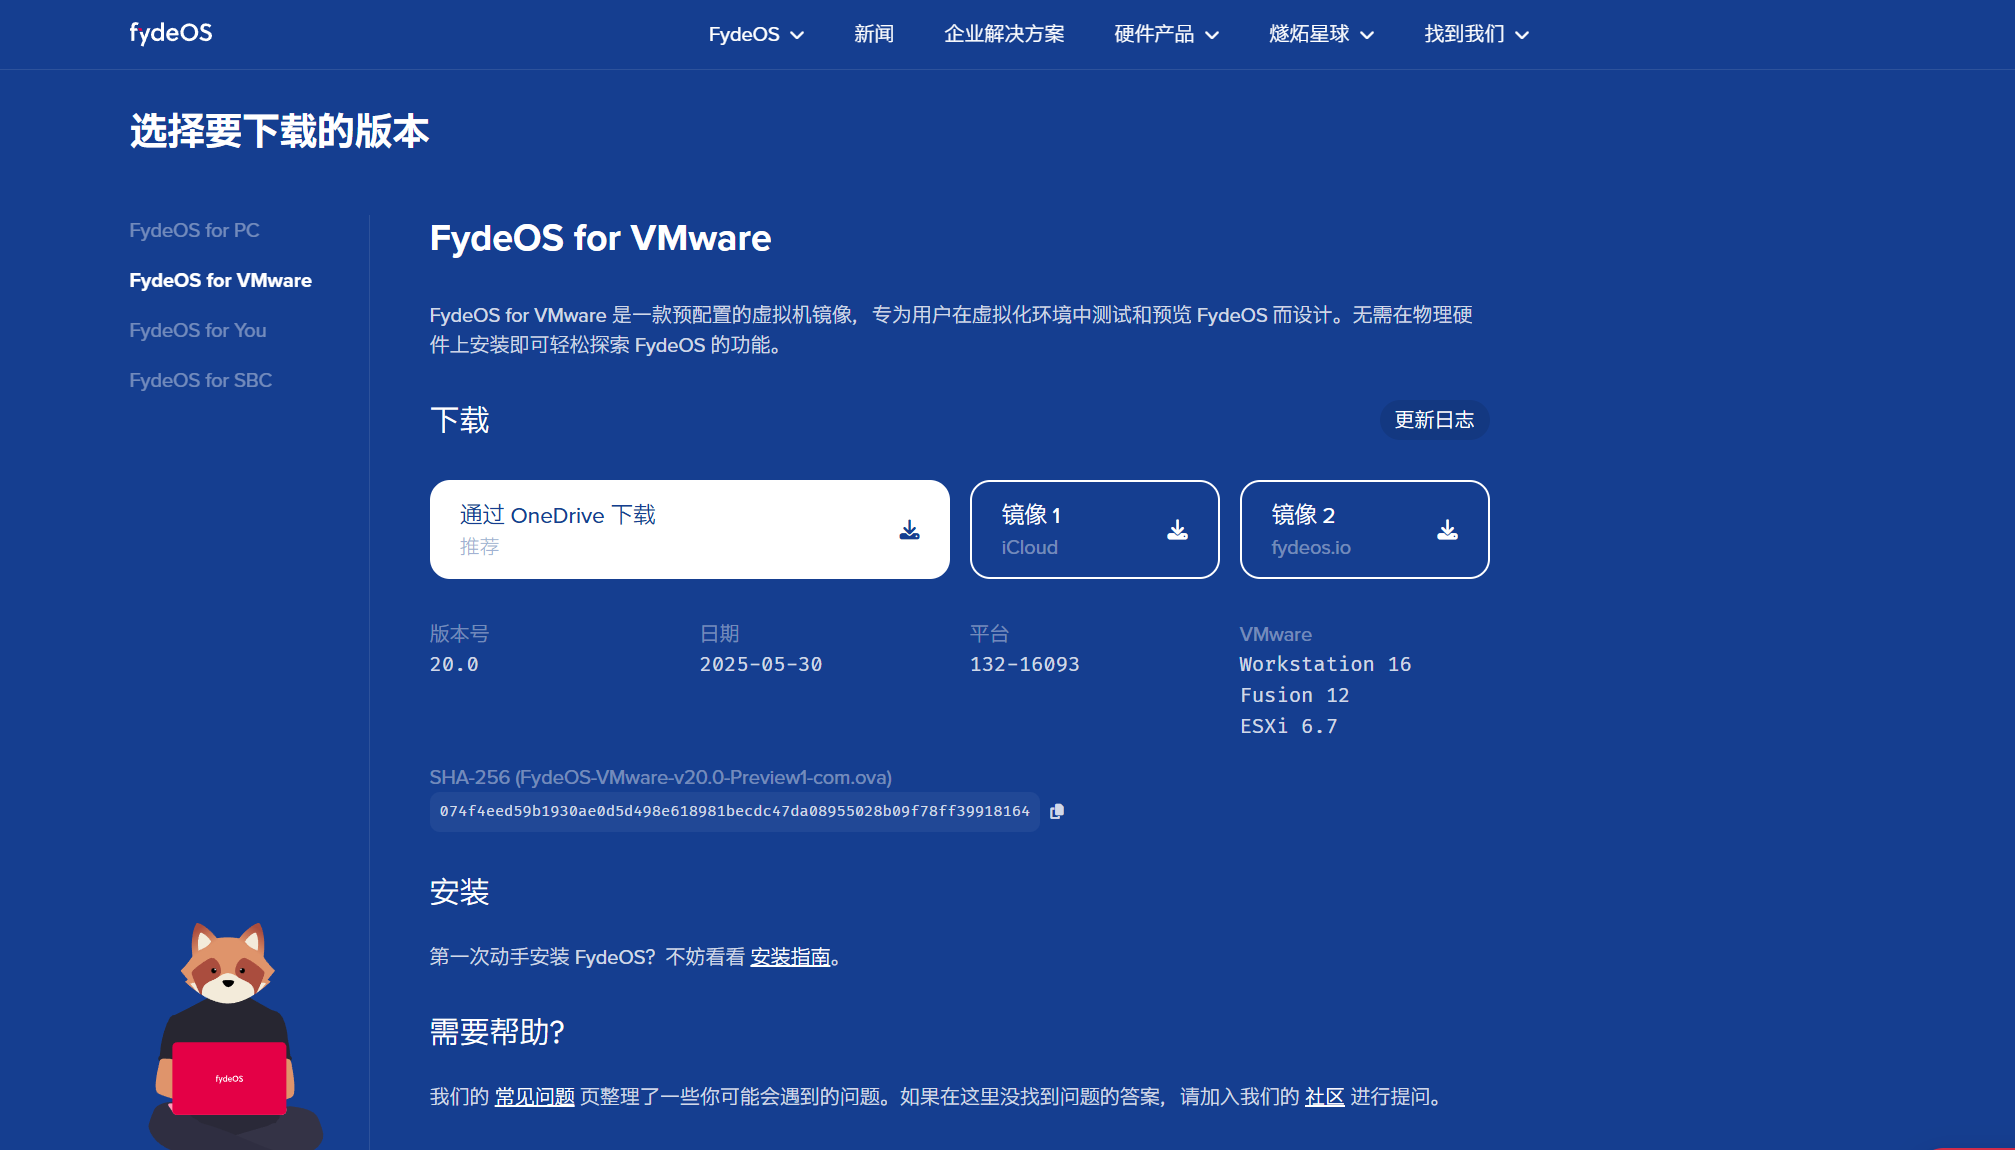 fydeOS
FydeOS
新闻
企业解决方案
硬件产品
燧炻星球
找到我们
选择要下载的版本
FydeOS for PC
FydeOS for VMware
FydeOS for You
FydeOS for SBC
FydeOS for VMware
FydeOS for VMware 是一款预配置的虚拟机镜像，专为用户在虚拟化环境中测试和预览 FydeOS 而设计。无需在物理硬
件上安装即可轻松探索 FydeOS 的功能。
下载
更新日志
通过 OneDrive 下载
推荐
镜像 1
iCloud
镜像 2
fydeos.io
版本号
20.0
日期
2025-05-30
平台
132-16093
VMware
Workstation 16
Fusion 12
ESXi 6.7
SHA-256 (FydeOS-VMware-v20.0-Preview1-com.ova)
074f4eed59b1930ae0d5d498e618981becdc47da08955028b09f78ff39918164
安装
第一次动手安装 FydeOS？不妨看看 安装指南。
需要帮助?
我们的 常见问题 页整理了一些你可能会遇到的问题。如果在这里没找到问题的答案，请加入我们的 社区 进行提问。
fydeOS